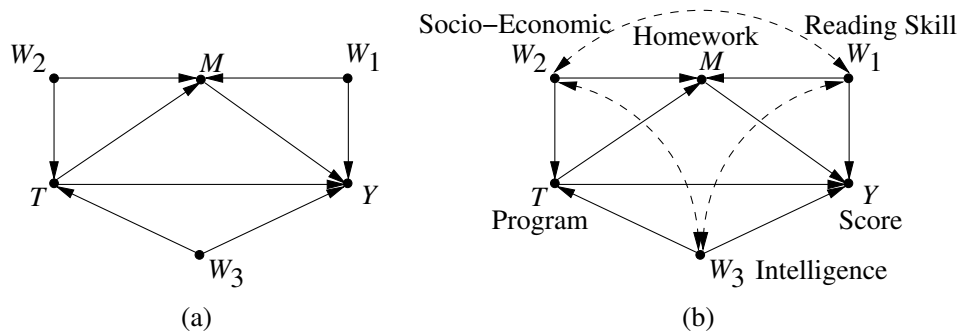 Socio−Economic
Reading Skill
W2
M
W1
W2
Homework
M
W1
T
Y
T
Y
Program
Score
W3
W3 Intelligence
(a)
(b)